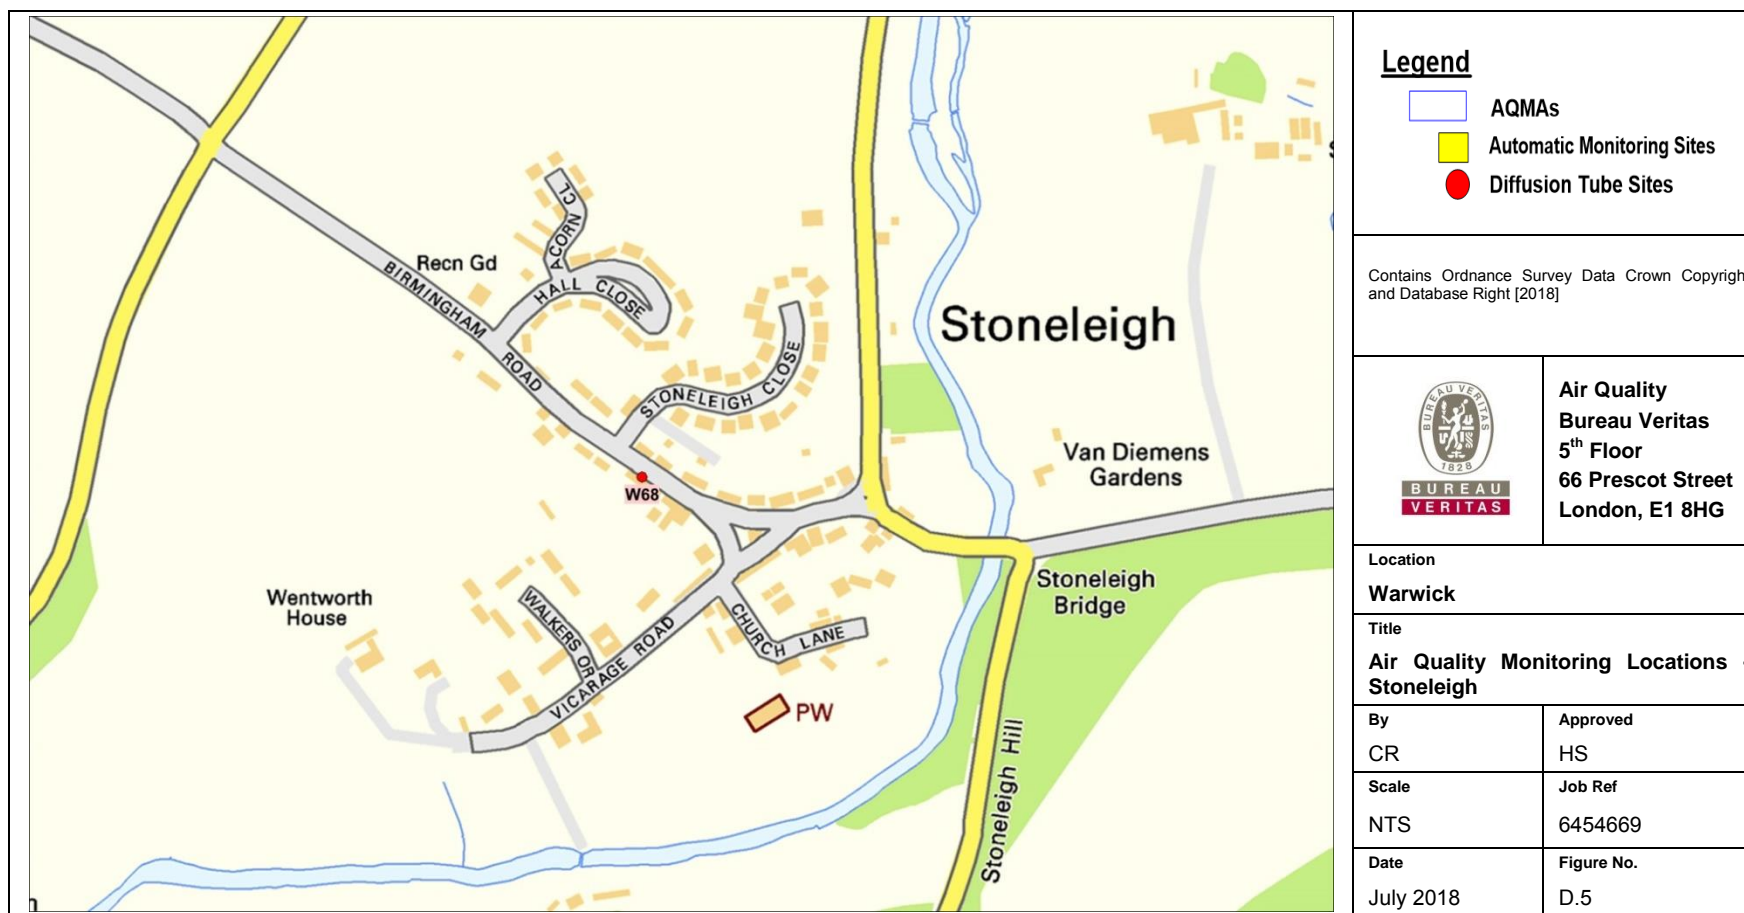 ACORN CL
Recn Gd
HALL CLOSE
BIRMINGHAM ROAD
Stoneleigh
STONELEIGH CLOSE
Van Diemens
Gardens
W68
Stoneleigh
Bridge
Wentworth
House
WALKERS OR
VICARAGE ROAD
CHURCH LANE
PW
Stoneleigh Hill
Legend
AQMAs
Automatic Monitoring Sites
Diffusion Tube Sites
Contains Ordnance Survey Data Crown Copyrigh
and Database Right [2018]
BUREAU VERITAS
1828
BUREAU
VERITAS
Air Quality
Bureau Veritas
5th Floor
66 Prescot Street
London, E1 8HG
Location
Warwick
Title
Air Quality Monitoring Locations -
Stoneleigh
By
CR
Approved
HS
Scale
NTS
Job Ref
6454669
Date
July 2018
Figure No.
D.5